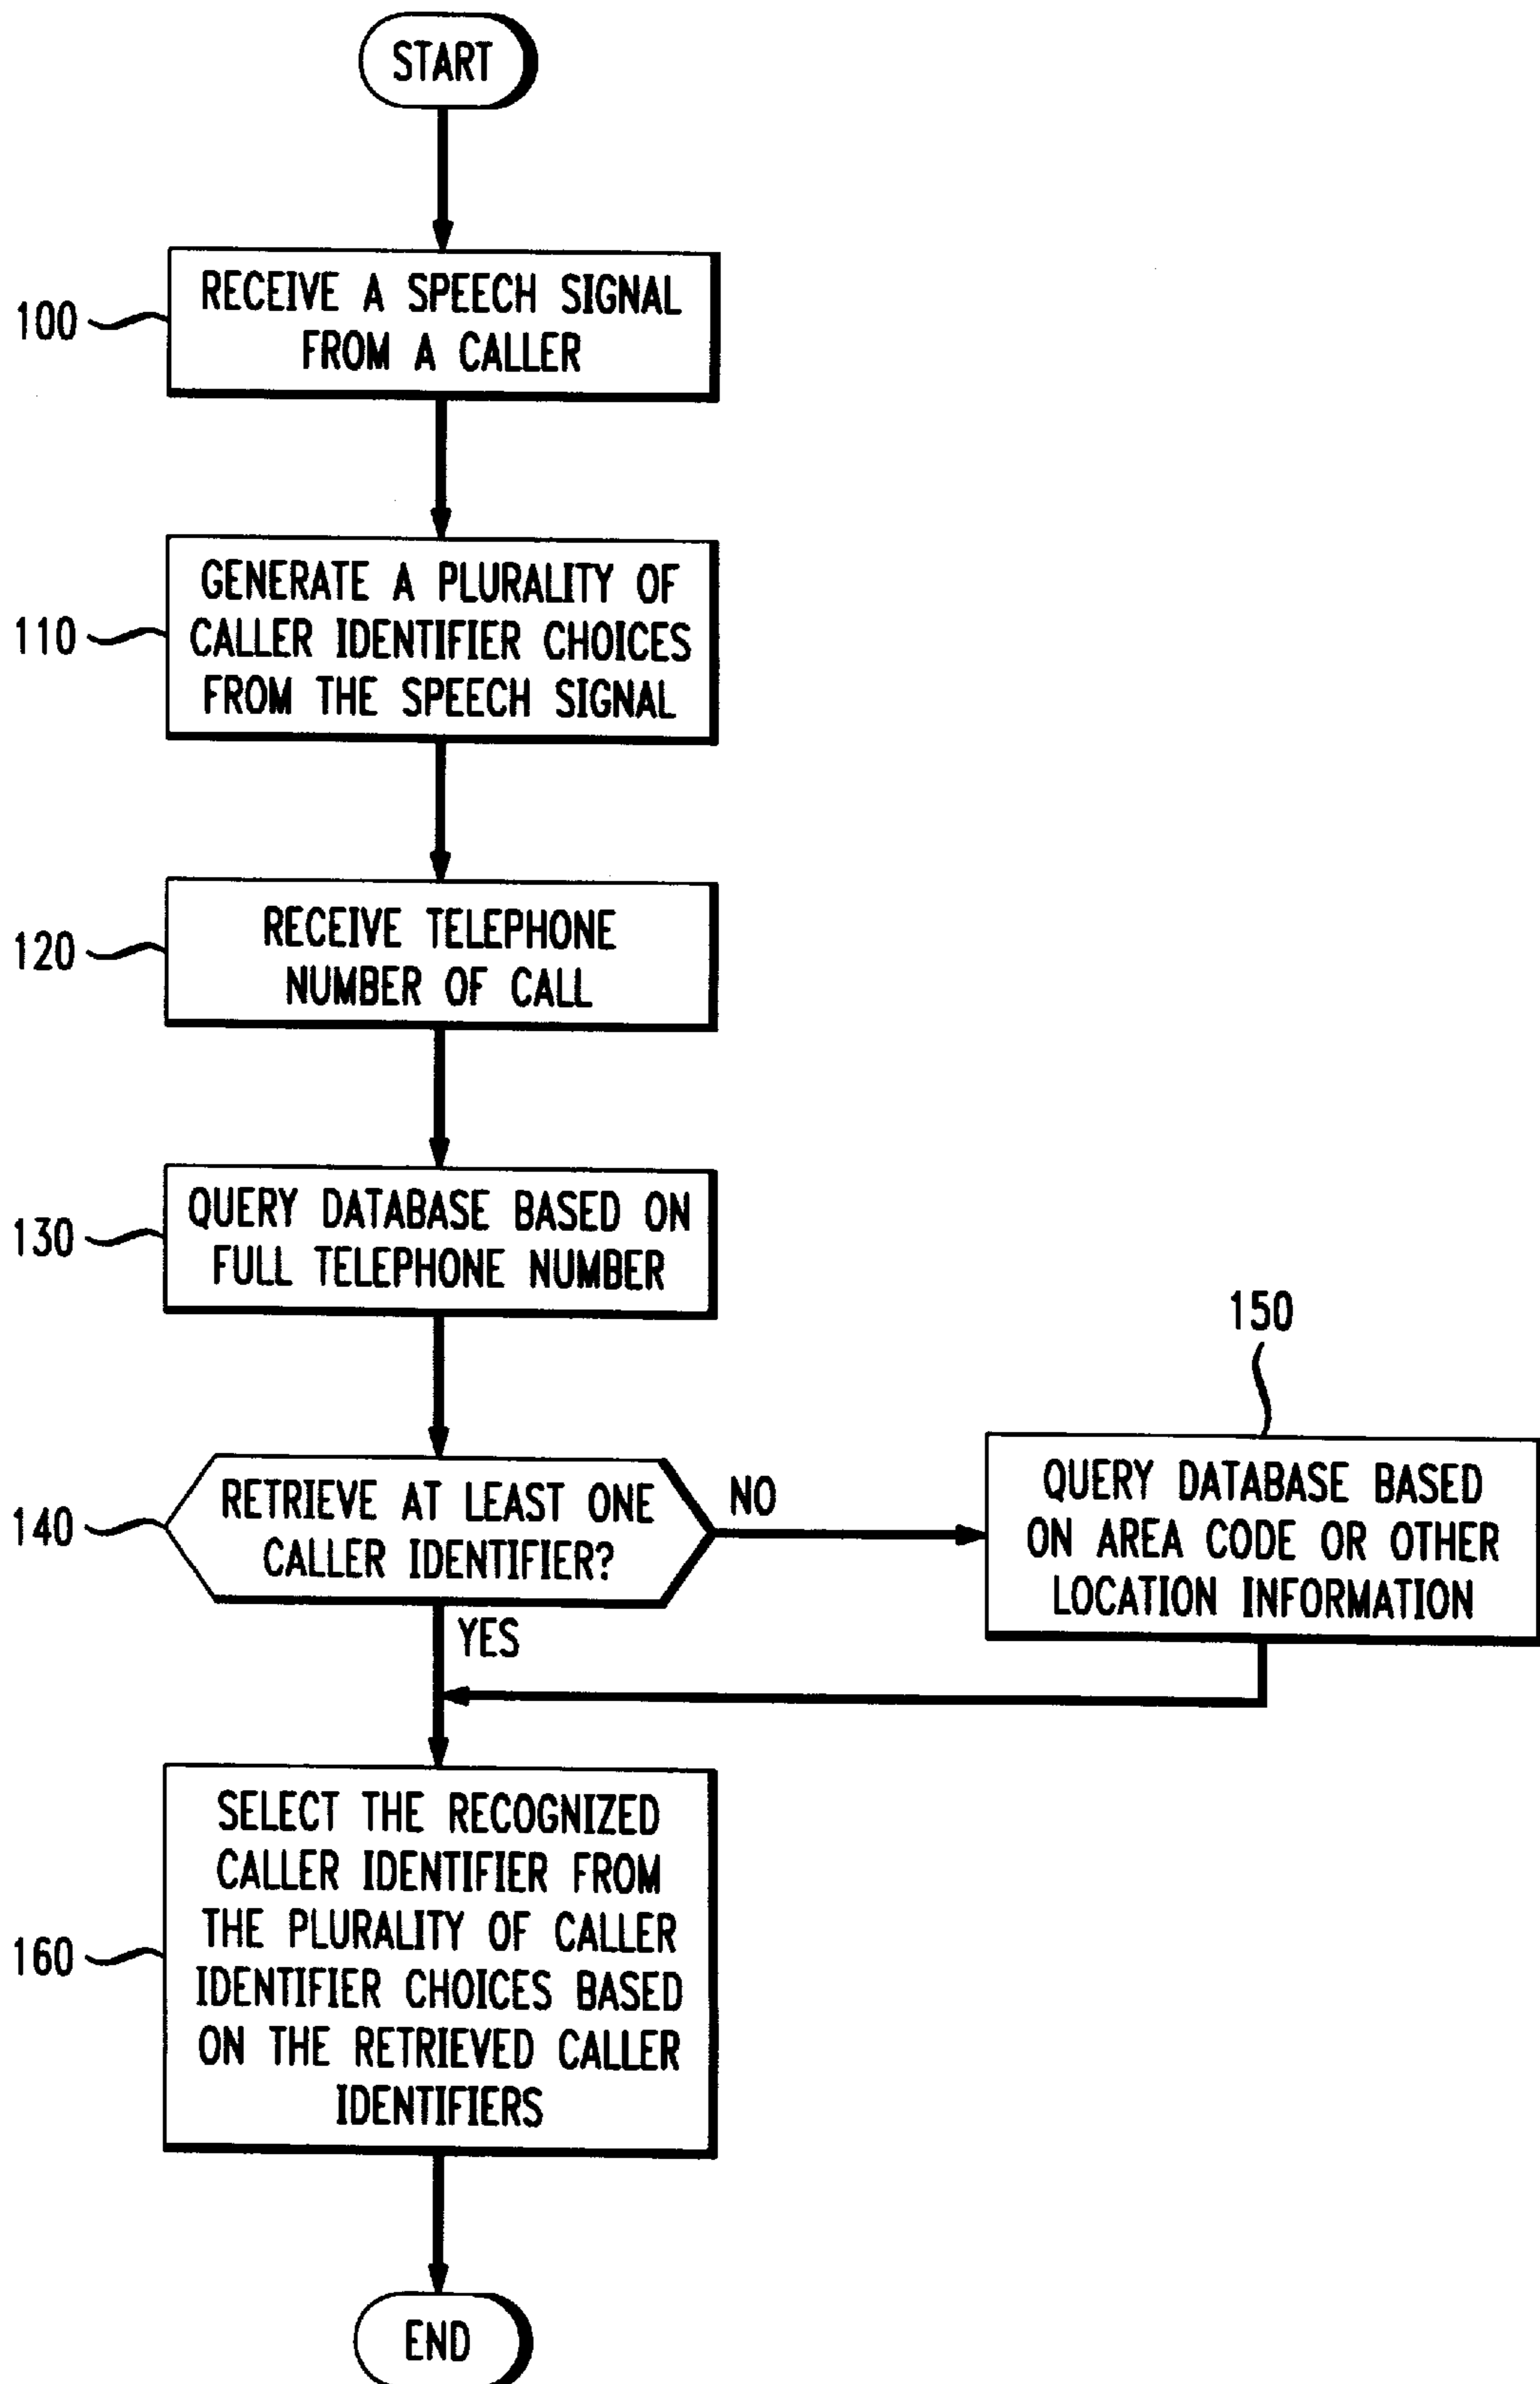 START
100
RECEIVE A SPEECH SIGNAL
FROM A CALLER
110
GENERATE A PLURALITY OF
CALLER IDENTIFIER CHOICES
FROM THE SPEECH SIGNAL
120
RECEIVE TELEPHONE
NUMBER OF CALL
130
QUERY DATABASE BASED ON
FULL TELEPHONE NUMBER
140
RETRIEVE AT LEAST ONE
CALLER IDENTIFIER?
NO
YES
150
QUERY DATABASE BASED
ON AREA CODE OR OTHER
LOCATION INFORMATION
160
SELECT THE RECOGNIZED
CALLER IDENTIFIER FROM
THE PLURALITY OF CALLER
IDENTIFIER CHOICES BASED
ON THE RETRIEVED CALLER
IDENTIFIERS
END